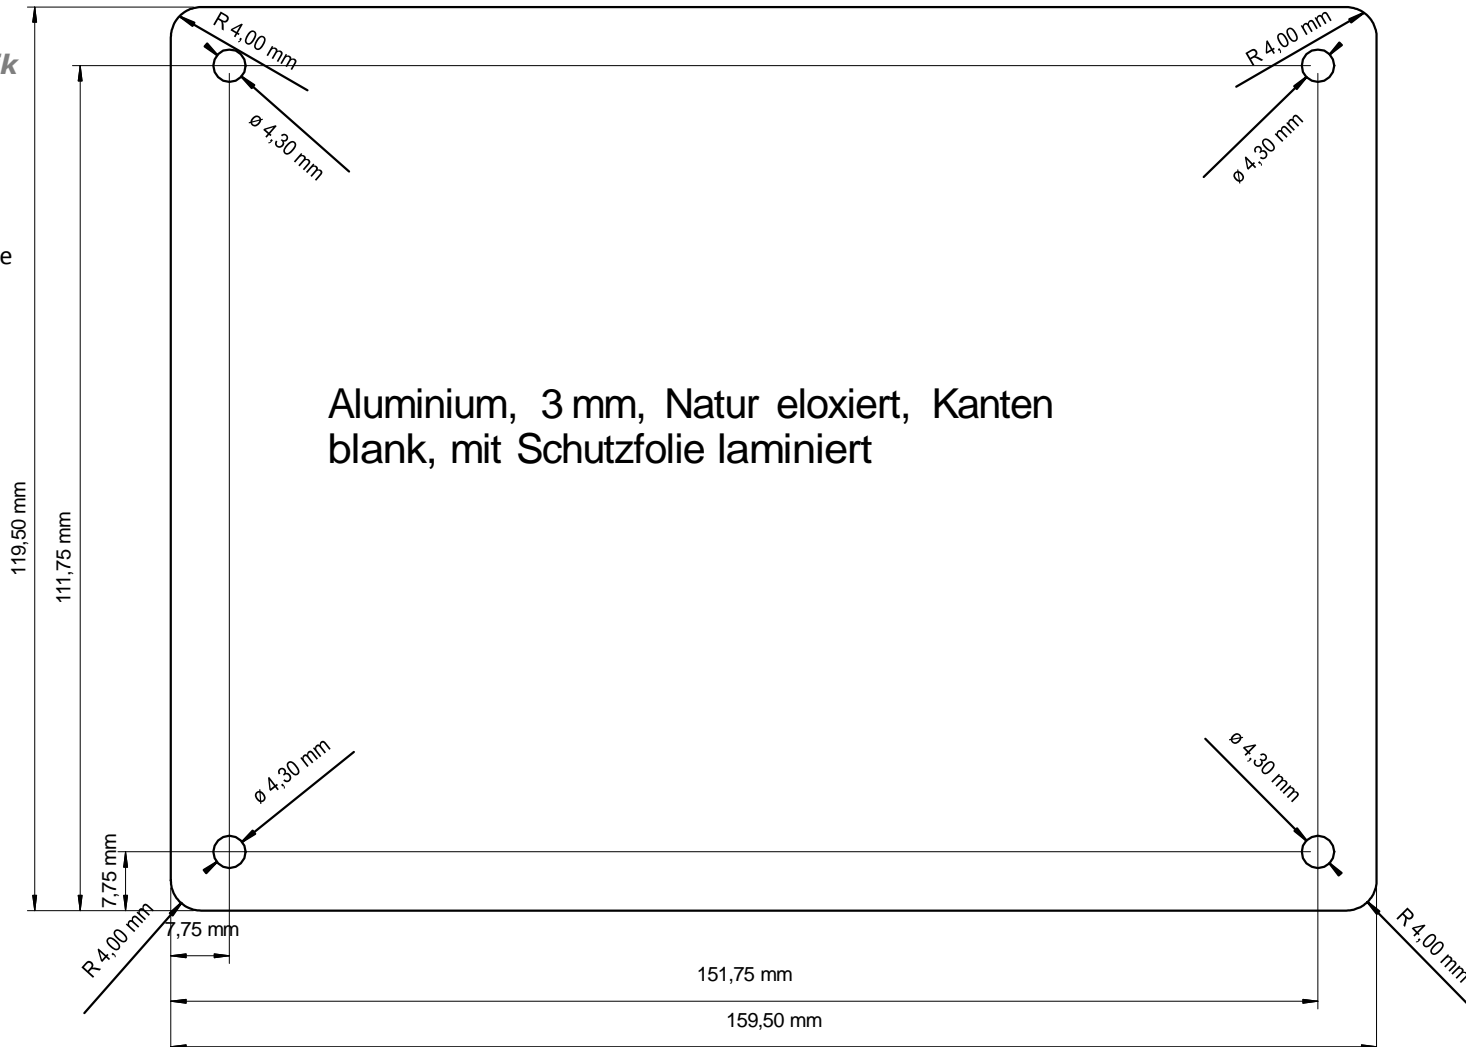 R 4,00 mm
R 4,00 mm
ø 4,30 mm
ø 4,30 mm
e
Aluminium, 3 mm, Natur eloxiert, Kanten
blank, mit Schutzfolie laminiert
119,50 mm
111,75 mm
ø 4,30 mm
ø 4,30 mm
7,75 mm
R 4,00 mm
7,75 mm
R 4,00 mm
151,75 mm
159,50 mm